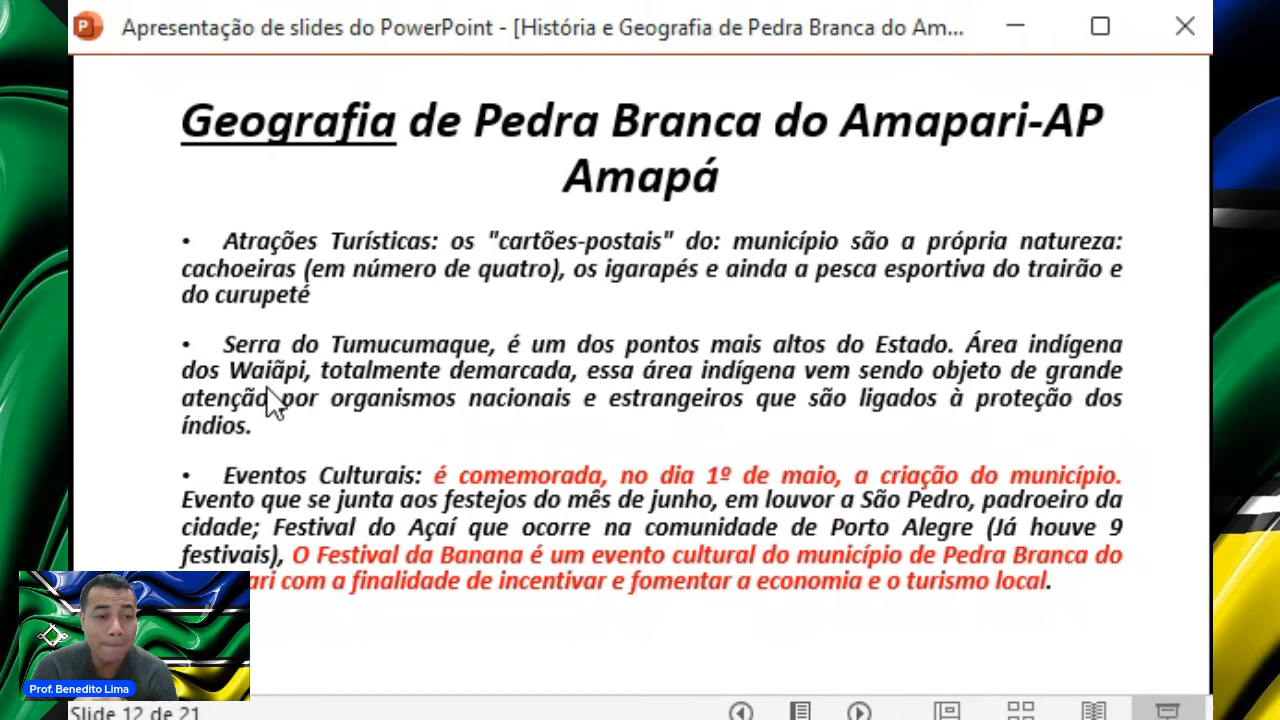 Apresentação de slides do PowerPoint - [História e Geografia de Pedra Branca do Am...
Geografia de Pedra Branca do Amapari-AP
Amapá
• Atrações Turísticas: os "cartões-postais" do: município são a própria natureza:
cachoeiras (em número de quatro), os igarapés e ainda a pesca esportiva do trairão e
do curupeté
• Serra do Tumucumaque, é um dos pontos mais altos do Estado. Área indígena
dos Waiãpi, totalmente demarcada, essa área indígena vem sendo objeto de grande
atenção por organismos nacionais e estrangeiros que são ligados à proteção dos
índios.
• Eventos Culturais: é comemorada, no dia 1º de maio, a criação do município.
Evento que se junta aos festejos do mês de junho, em louvor a São Pedro, padroeiro da
cidade; Festival do Açaí que ocorre na comunidade de Porto Alegre (Já houve 9
festivais), O Festival da Banana é um evento cultural do município de Pedra Branca do
ari com a finalidade de incentivar e fomentar a economia e o turismo local.
Prof. Benedito Lima
Slide 12 de 21